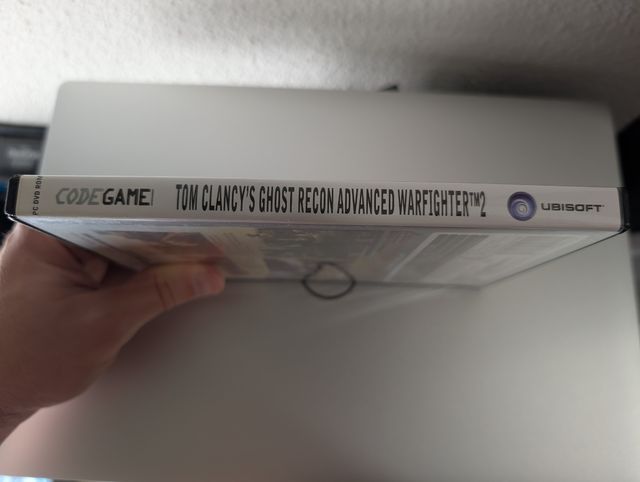 PC DVD ROM
CODEGAME!
TOM CLANCY'S GHOST RECON ADVANCED WARFIGHTER™2
UBISOFT